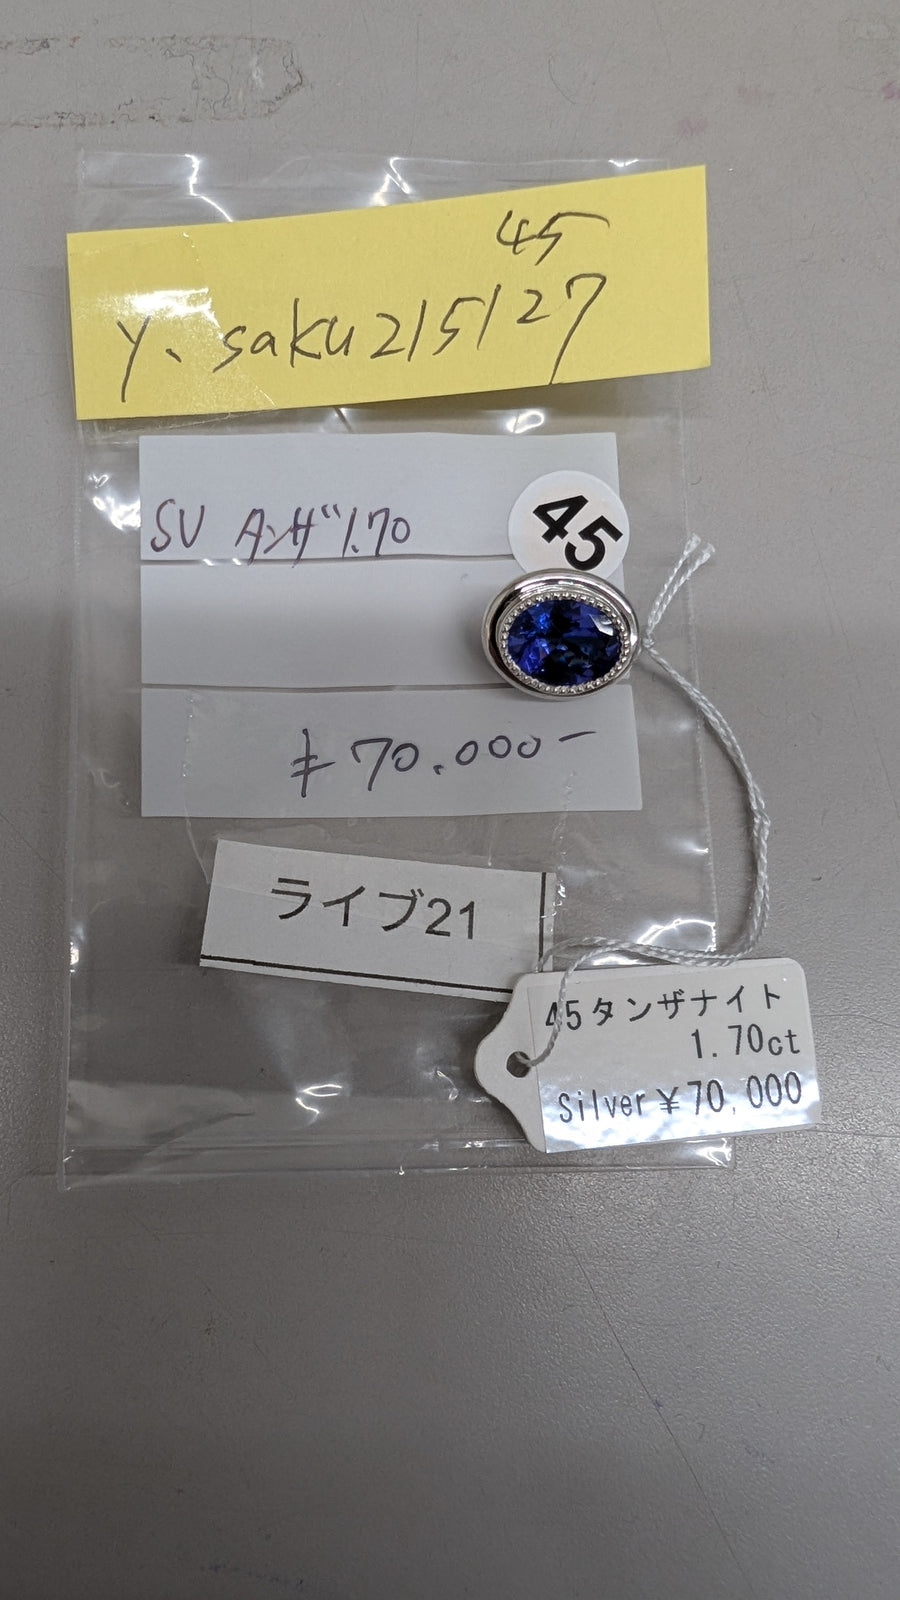 45
y.saku215127
45
SV タンザ 1.70
¥70.000-
ライブ21
45タンザナイト
1.70ct
Silver ¥70,000